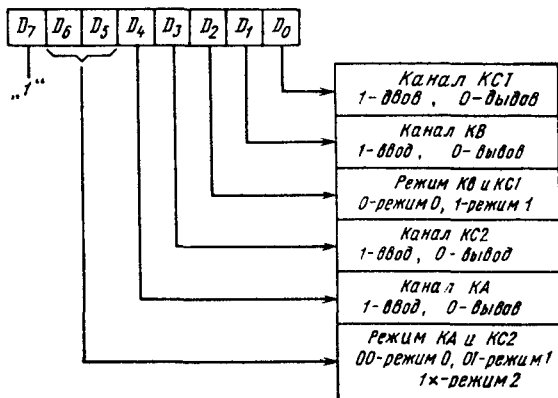 D7 D6 D5 D4 D3 D2 D1 D0
„1“
Канал КС1
1-ввод , 0-вывод
Канал КВ
1-ввод, 0-вывод
Режим КВ и КС1
0-режим 0, 1-режим 1
Канал КС2
1-ввод, 0-вывод
Канал КА
1-ввод, 0-вывод
Режим КА и КС2
00-режим 0, 01-режим 1
1×-режим 2